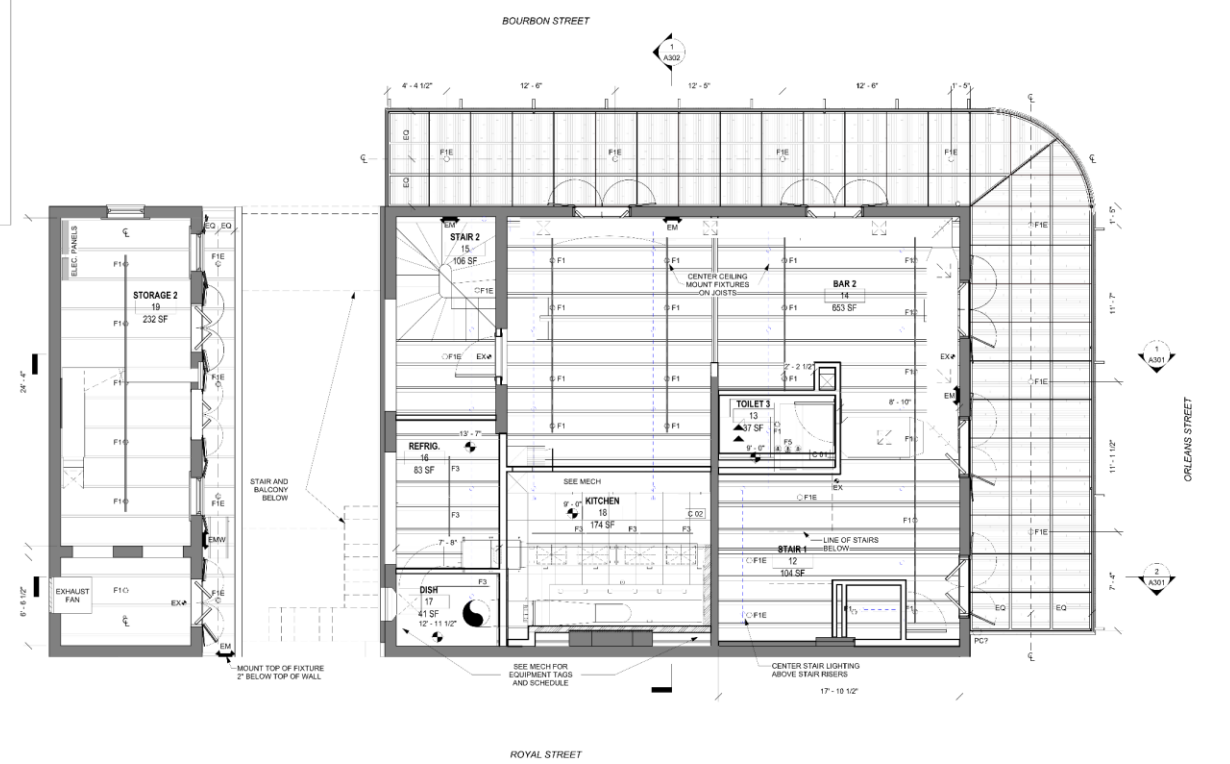 BOURBON STREET
1
A302
4' - 4 1/2"
12' - 6"
12' - 5"
12' - 6"
1' - 5"
EQ
EQ
F1E
F1E
F1E
F1E
EQ EQ
F1E
F1E
1' - 5"
ELEC. PANELS
F1
STORAGE 2
19
232 SF
F1
F1
F1
F1
24' - 4"
EM
STAIR 2
15
106 SF
F1E
F1E
EX
EM
F1
F1
F1
F1
CENTER CEILING
MOUNT FIXTURES
ON JOISTS
BAR 2
14
653 SF
F1
F1
F1
F1
F1
F1
11' - 7"
1
A301
F1E
2' - 2 1/2"
EM
8' - 10"
TOILET 3
13
37 SF
9' - 0"
F1
F5
C 01
F1
F1
13' - 7"
REFRIG.
16
83 SF
F3
F3
7' - 8"
STAIR AND
BALCONY
BELOW
F1E
F1E
SEE MECH
KITCHEN
18
174 SF
9' - 0"
C 02
F3
F3
F3
EX
F1E
11' - 1 1/2"
ORLEANS STREET
F1E
LINE OF STAIRS
BELOW
STAIR 1
12
104 SF
F1E
F1E
EMW
EXHAUST
FAN
F1
EX
F1E
6' - 6 1/2"
DISH
17
41 SF
12' - 11 1/2"
F3
7' - 4"
2
A301
EQ
EQ
PC?
EM
MOUNT TOP OF FIXTURE
2" BELOW TOP OF WALL
SEE MECH FOR
EQUIPMENT TAGS
AND SCHEDULE
CENTER STAIR LIGHTING
ABOVE STAIR RISERS
17' - 10 1/2"
ROYAL STREET